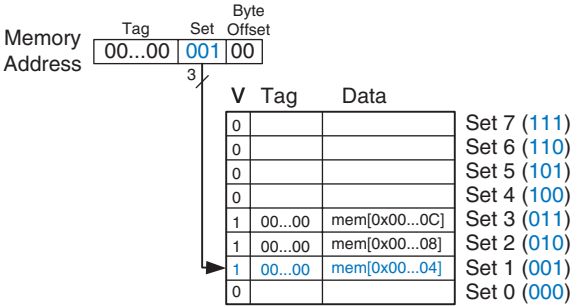 Memory Address
Tag Set Byte Offset
00...00 001 00
3
V Tag Data
0 Set 7 (111)
0 Set 6 (110)
0 Set 5 (101)
0 Set 4 (100)
1 00...00 mem[0x00...0C] Set 3 (011)
1 00...00 mem[0x00...08] Set 2 (010)
1 00...00 mem[0x00...04] Set 1 (001)
0 Set 0 (000)